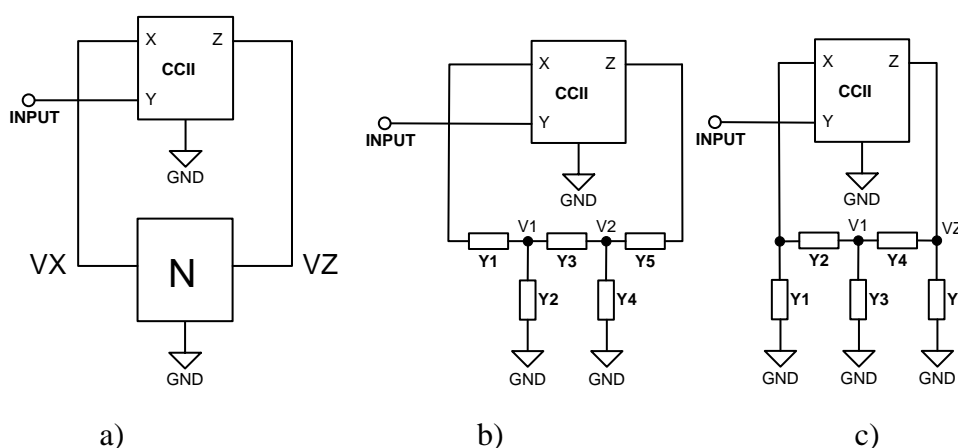 X
Z
CCII
Y
INPUT
GND
VX
N
VZ
GND
a)
X
Z
CCII
Y
INPUT
GND
V1
V2
Y1
Y3
Y5
Y2
Y4
GND
GND
b)
X
Z
CCII
Y
INPUT
GND
V1
VZ
Y2
Y4
Y1
Y3
Y
GND
GND
GND
c)